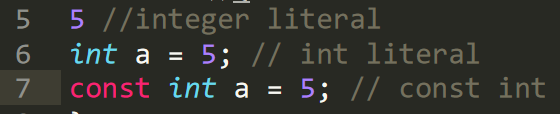 5 5 //integer literal
6 int a = 5; // int literal
7 const int a = 5; // const int